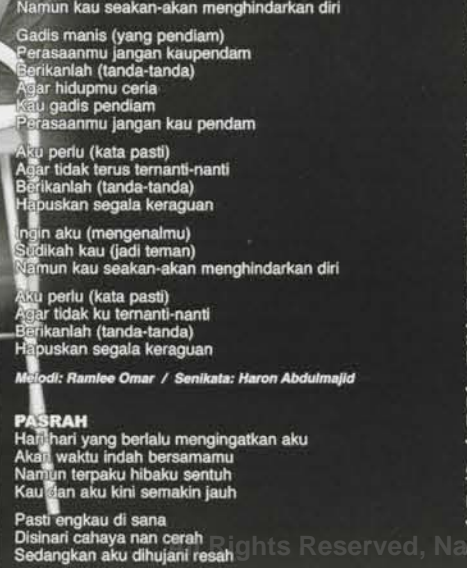 Namun kau seakan-akan menghindarkan diri
Gadis manis (yang pendiam)
Perasaanmu jangan kaupendam
Berikanlah (tanda-tanda)
Agar hidupmu ceria
Kau gadis pendiam
Perasaanmu jangan kau pendam
Aku perlu (kata pasti)
Agar tidak terus ternanti-nanti
Berikanlah (tanda-tanda)
Hapuskan segala keraguan
Ingin aku (mengenalmu)
Sudikah kau (jadi teman)
Namun kau seakan-akan menghindarkan diri
Aku perlu (kata pasti)
Agar tidak ku ternanti-nanti
Berikanlah (tanda-tanda)
Hapuskan segala keraguan
Melodi: Ramlee Omar / Senikata: Haron Abdulmajid
PASRAH
Hari-hari yang berlalu mengingatkan aku
Akan waktu indah bersamamu
Namun terpaku hibaku sentuh
Kau dan aku kini semakin jauh
Pasti engkau di sana
Disinari cahaya nan cerah
Sedangkan aku dihujani resah
Rights Reserved, Na